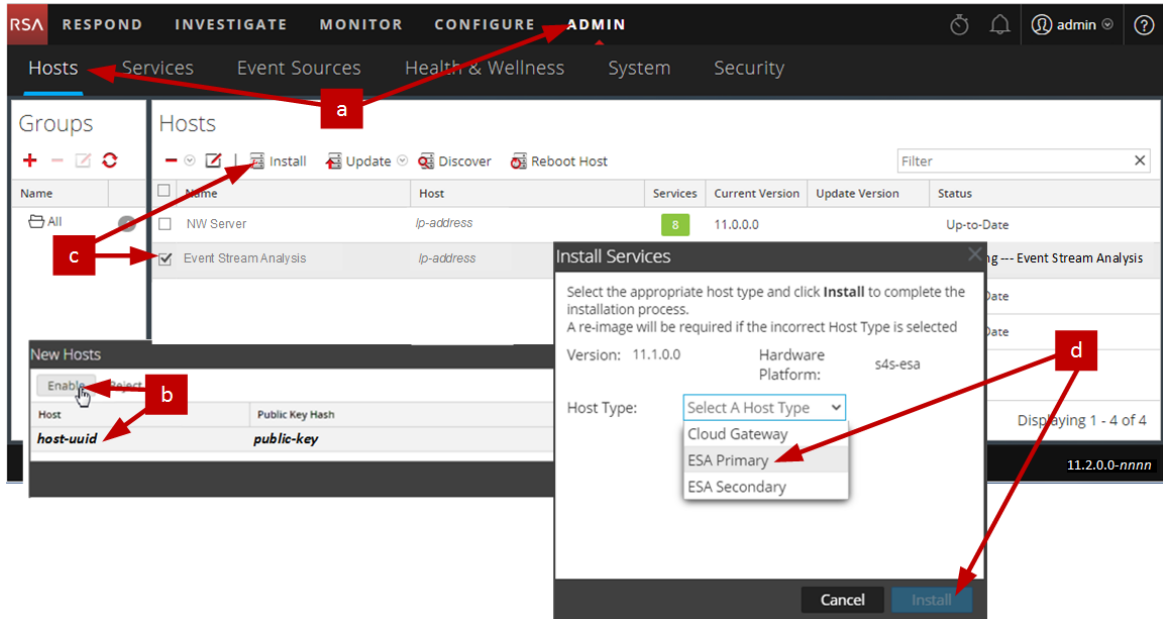 RSA RESPOND INVESTIGATE MONITOR CONFIGURE ADMIN admin ?
Hosts Services Event Sources Health & Wellness System Security
a
Groups
Hosts
Install Update Discover Reboot Host Filter
Name
Name Host Services Current Version Update Version Status
All
NW Server Ip-address 8 11.0.0.0 Up-to-Date
c
Event Stream Analysis Ip-address ng --- Event Stream Analysis
Install Services
Select the appropriate host type and click Install to complete the
installation process.
A re-image will be required if the incorrect Host Type is selected
Version: 11.1.0.0 Hardware
Platform: s4s-esa
Date
Date
d
New Hosts
Enable Reject
b
Host Public Key Hash
host-uuid public-key
Host Type: Select A Host Type
Cloud Gateway
ESA Primary
ESA Secondary
Displaying 1 - 4 of 4
11.2.0.0-nnnn
Cancel Install